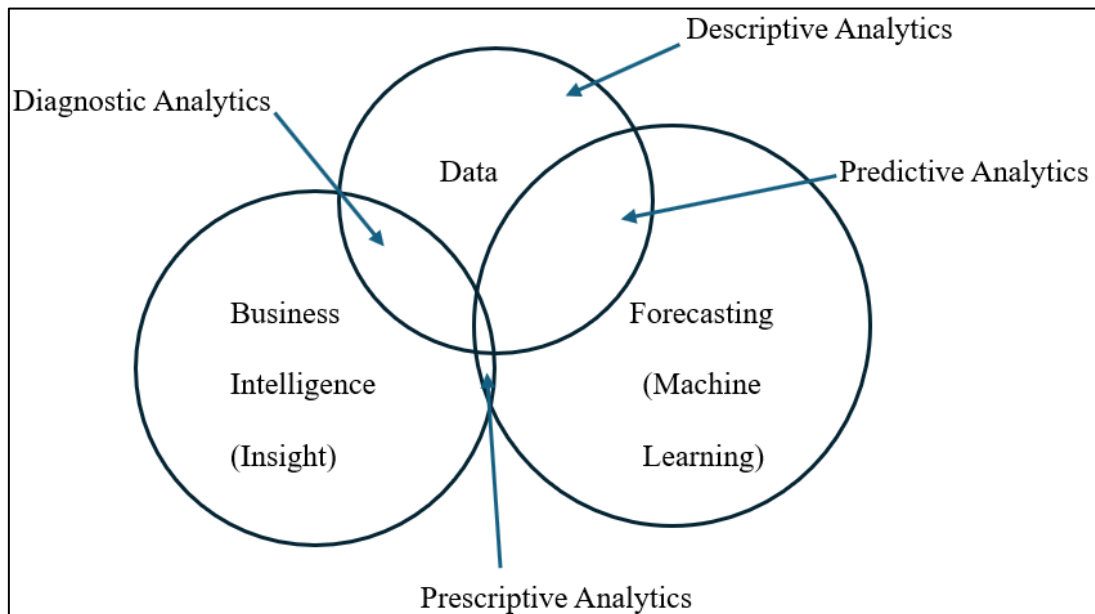 Descriptive Analytics
Diagnostic Analytics
Data
Predictive Analytics
Business
Intelligence
(Insight)
Forecasting
(Machine
Learning)
Prescriptive Analytics